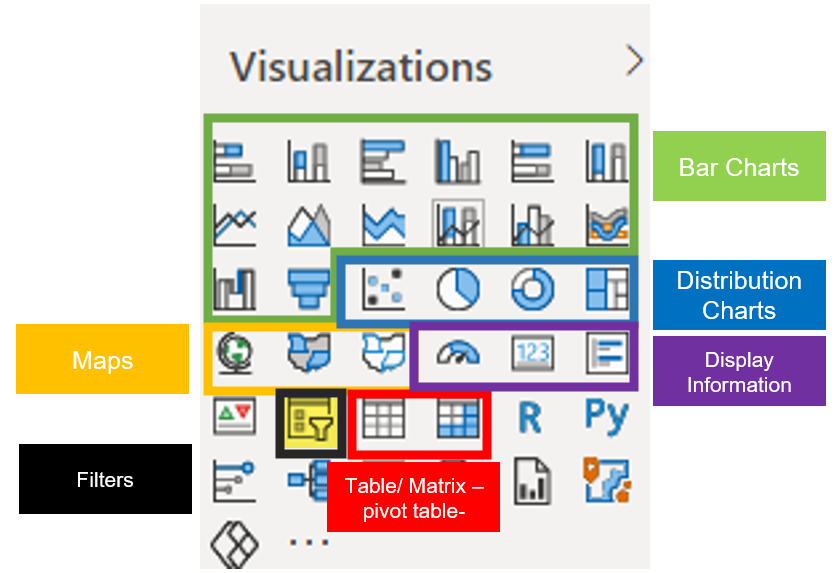 Visualizations
Bar Charts
Distribution
Charts
Maps
123
Display
Information
R
Py
Filters
Table/ Matrix –
pivot table-